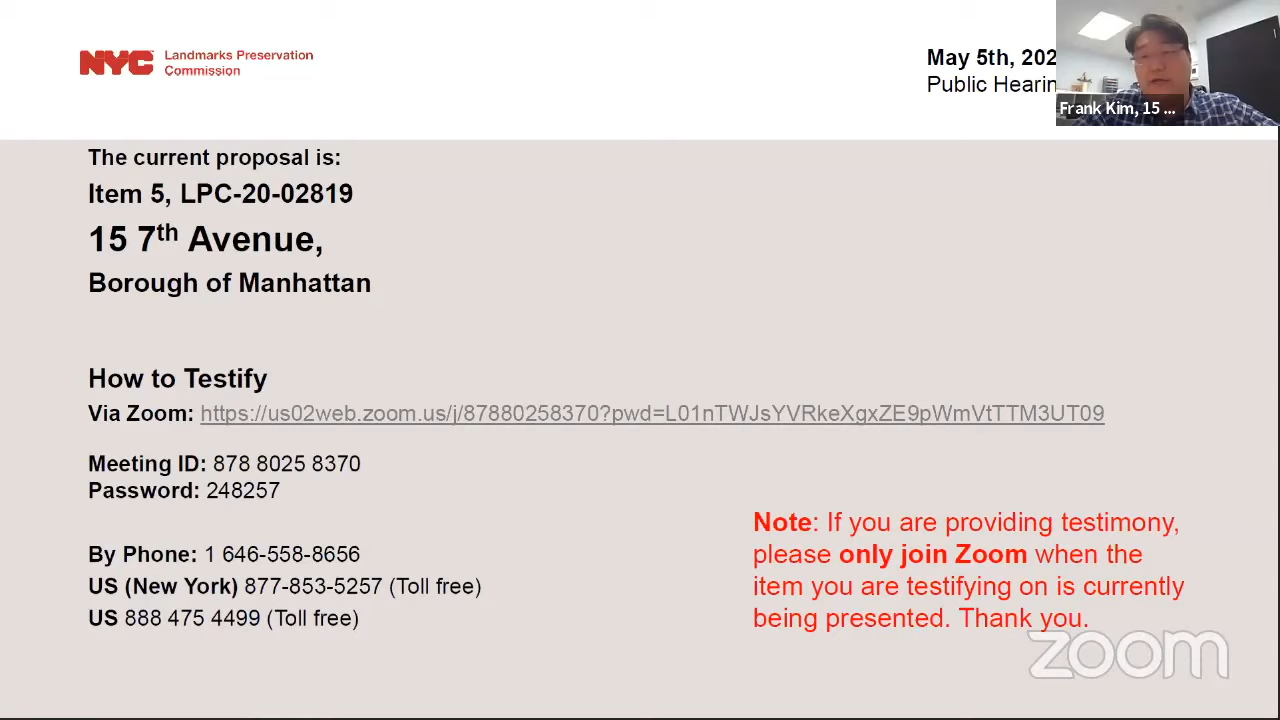 NYC Landmarks Preservation
Commission
May 5th, 202
Public Hearin
Frank Kim, 15 ...
The current proposal is:
Item 5, LPC-20-02819
15 7th Avenue,
Borough of Manhattan
How to Testify
Via Zoom: https://us02web.zoom.us/j/87880258370?pwd=L01nTWJsYVRkeXgxZE9pWmVtTTM3UT09
Meeting ID: 878 8025 8370
Password: 248257
By Phone: 1 646-558-8656
US (New York) 877-853-5257 (Toll free)
US 888 475 4499 (Toll free)
Note: If you are providing testimony,
please only join Zoom when the
item you are testifying on is currently
being presented. Thank you.
zoom